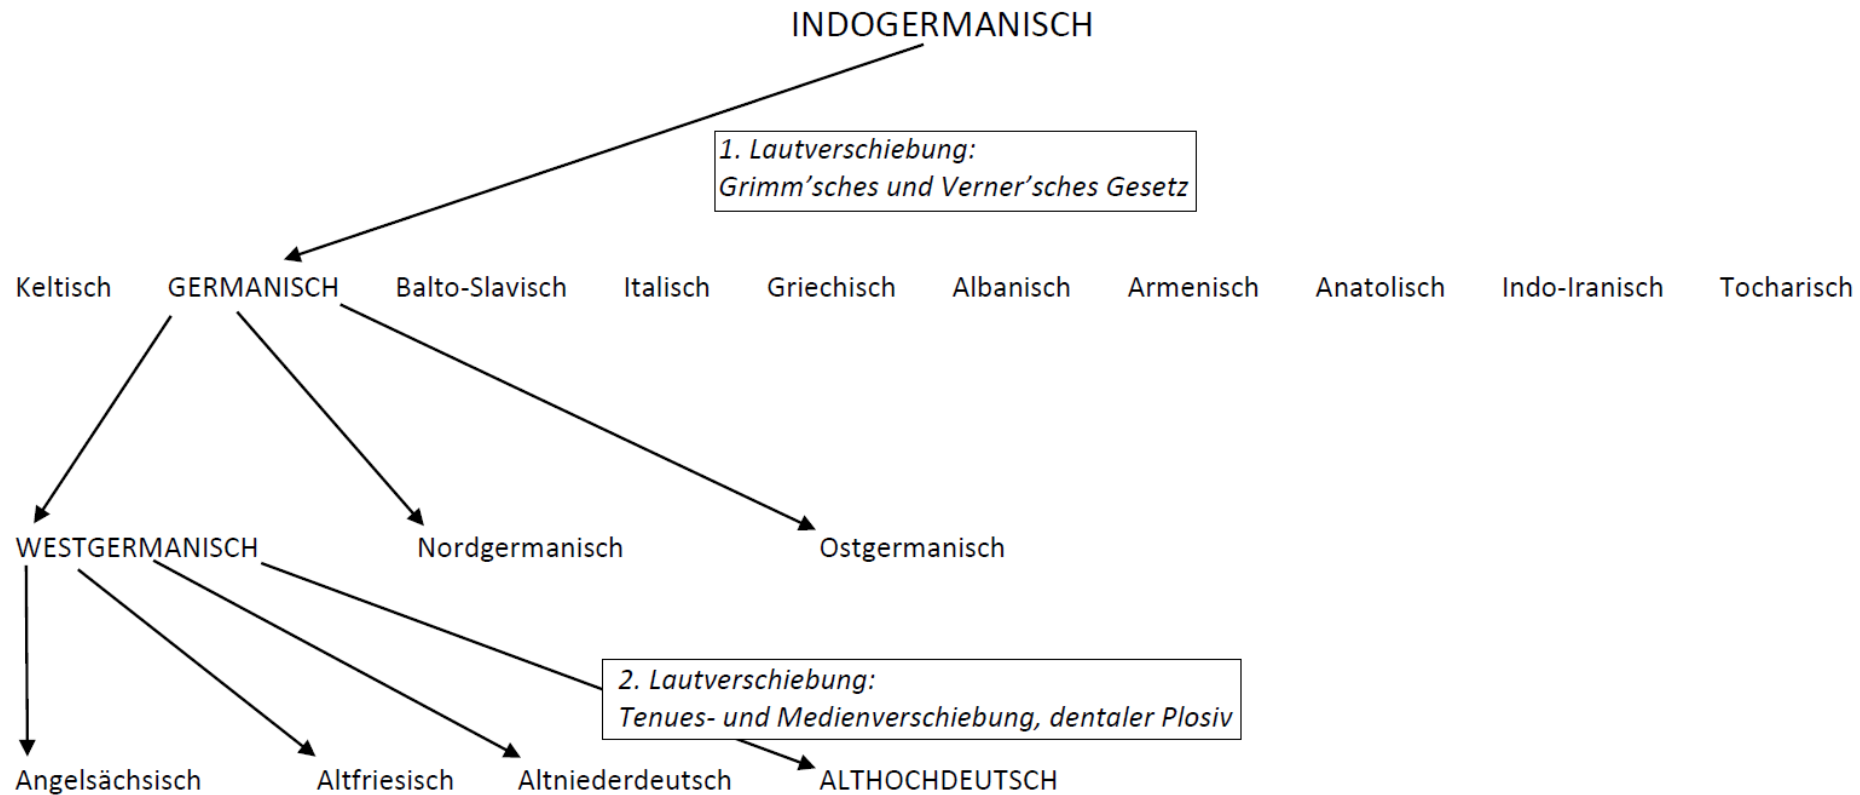 INDOGERMANISCH
1. Lautverschiebung:
Grimm’sches und Verner’sches Gesetz
Keltisch GERMANISCH Balto-Slavisch Italisch Griechisch Albanisch Armenisch Anatolisch Indo-Iranisch Tocharisch
WESTGERMANISCH Nordgermanisch Ostgermanisch
2. Lautverschiebung:
Tenues- und Medienverschiebung, dentaler Plosiv
Angelsächsisch Altfriesisch Altniederdeutsch ALTHOCHDEUTSCH